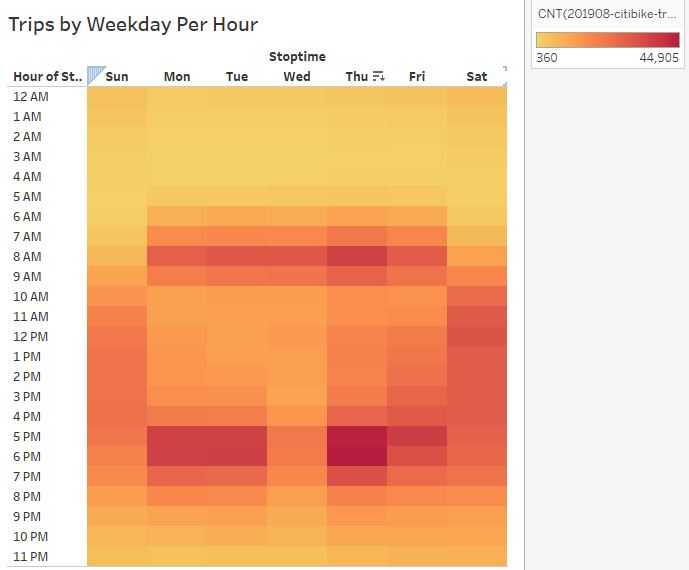 Trips by Weekday Per Hour
CNT(201908-citibike-tr...
360 44,905
Stoptime
Hour of St.. Sun Mon Tue Wed Thu Fri Sat
12 AM
1 AM
2 AM
3 AM
4 AM
5 AM
6 AM
7 AM
8 AM
9 AM
10 AM
11 AM
12 PM
1 PM
2 PM
3 PM
4 PM
5 PM
6 PM
7 PM
8 PM
9 PM
10 PM
11 PM